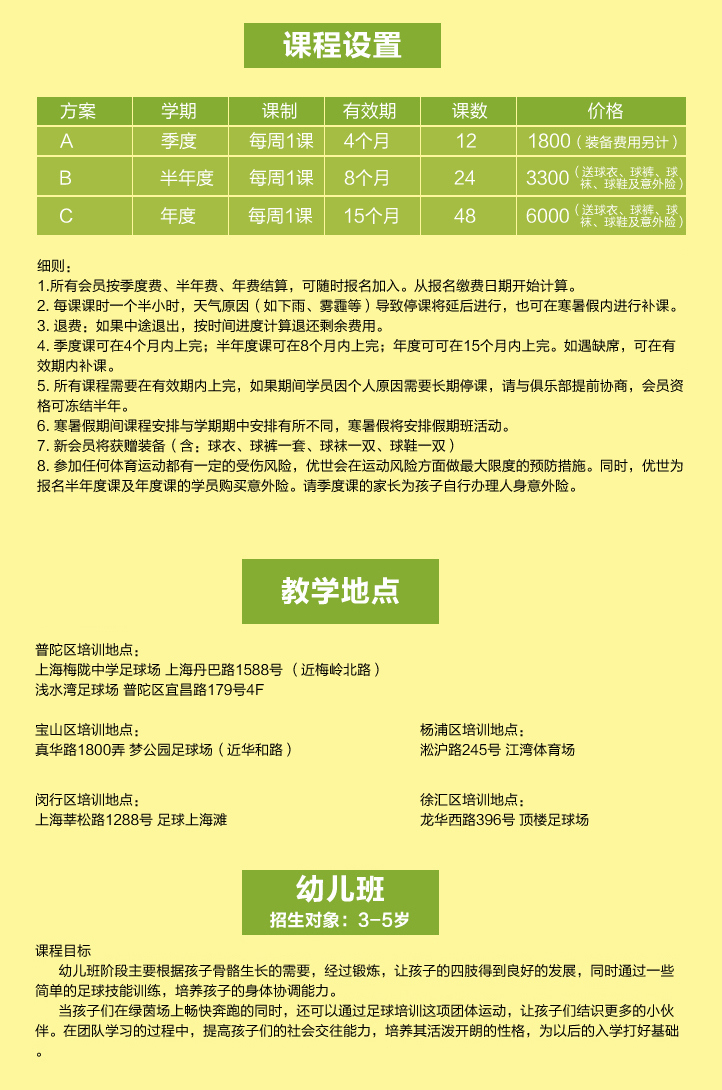 课程设置
方案 学期 课制 有效期 课数 价格
A 季度 每周1课 4个月 12 1800（装备费用另计）
B 半年度 每周1课 8个月 24 3300（送球衣、球裤、球
袜、球鞋及意外险）
C 年度 每周1课 15个月 48 6000（送球衣、球裤、球
袜、球鞋及意外险）
细则：
1.所有会员按季度费、半年费、年费结算，可随时报名加入。从报名缴费日期开始计算。
2. 每课课时一个半小时，天气原因（如下雨、雾霾等）导致停课将延后进行，也可在寒暑假内进行补课。
3. 退费：如果中途退出，按时间进度计算退还剩余费用。
4. 季度课可在4个月内上完；半年度课可在8个月内上完；年度可可在15个月内上完。如遇缺席，可在有
效期内补课。
5. 所有课程需要在有效期内上完，如果期间学员因个人原因需要长期停课，请与俱乐部提前协商，会员资
格可冻结半年。
6. 寒暑假期间课程安排与学期期中安排有所不同，寒暑假将安排假期班活动。
7. 新会员将获赠装备（含：球衣、球裤一套、球袜一双、球鞋一双）
8. 参加任何体育运动都有一定的受伤风险，优世会在运动风险方面做最大限度的预防措施。同时，优世为
报名半年度课及年度课的学员购买意外险。请季度课的家长为孩子自行办理人身意外险。
教学地点
普陀区培训地点：
上海梅陇中学足球场 上海丹巴路1588号 （近梅岭北路）
浅水湾足球场 普陀区宜昌路179号4F
宝山区培训地点：
真华路1800弄 梦公园足球场（近华和路）
杨浦区培训地点：
淞沪路245号 江湾体育场
闵行区培训地点：
上海莘松路1288号 足球上海滩
徐汇区培训地点：
龙华西路396号 顶楼足球场
幼儿班
招生对象：3-5岁
课程目标
幼儿班阶段主要根据孩子骨骼生长的需要，经过锻炼，让孩子的四肢得到良好的发展，同时通过一些
简单的足球技能训练，培养孩子的身体协调能力。
当孩子们在绿茵场上畅快奔跑的同时，还可以通过足球培训这项团体运动，让孩子们结识更多的小伙
伴。在团队学习的过程中，提高孩子们的社会交往能力，培养其活泼开朗的性格，为以后的入学打好基础
。